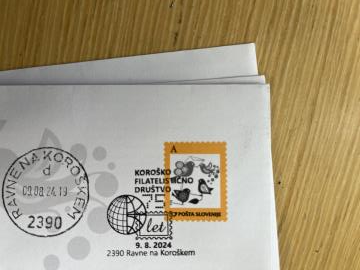 RAVNE NA KOROŠKEM
d
09.08.24.19
2390
KOROŠKO
FILATELISTIČNO
DRUŠTVO
75
let
9. 8. 2024
2390 Ravne na Koroškem
A
POŠTA SLOVENIJE